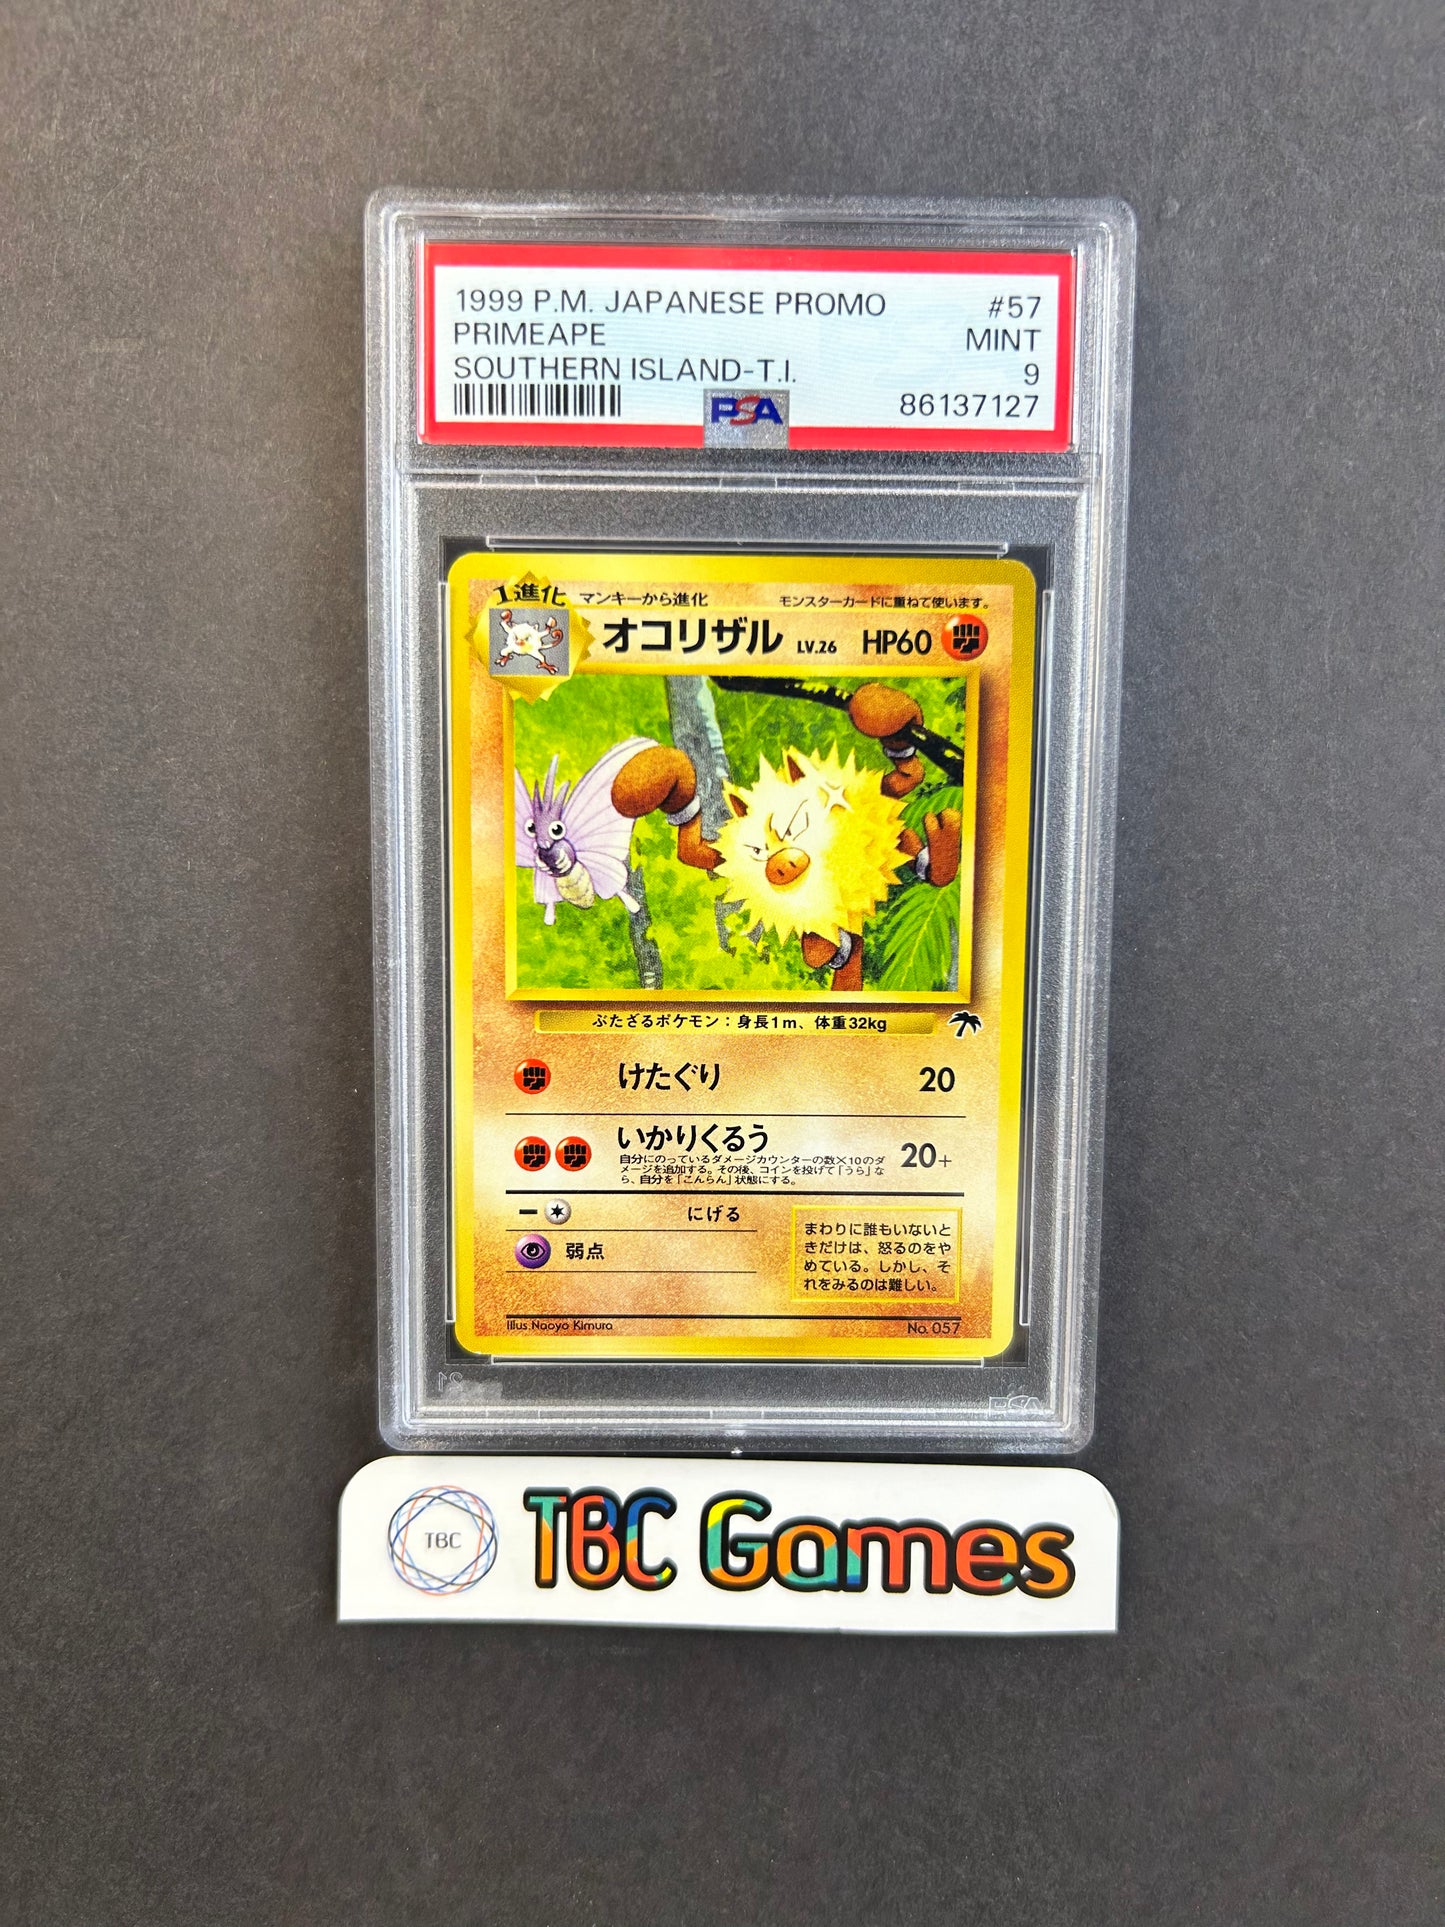 1999 P.M. JAPANESE PROMO #57
PRIMEAPE MINT
SOUTHERN ISLAND-T.I. 9
PSA 86137127
1進化 マンキーから進化 モンスターカードに重ねて使います。
オコリザル LV.26 HP60
ぶたざるポケモン：身長1m、体重32kg
けたぐり 20
いかりくるう 20+
自分にのっているダメージカウンターの数×10のダ
メージを追加する。その後、コインを投げて「うら」な
ら、自分を「こんらん」状態にする。
ー にげる
弱点
まわりに誰もいないと
きだけは、怒るのをや
めている。しかし、そ
れをみるのは難しい。
Illus. Naoyo Kimura No. 057
PSA
TBC TBC Games